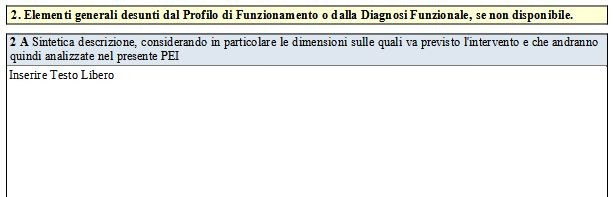 2. Elementi generali desunti dal Profilo di Funzionamento o dalla Diagnosi Funzionale, se non disponibile.
2 A Sintetica descrizione, considerando in particolare le dimensioni sulle quali va previsto l'intervento e che andranno
quindi analizzate nel presente PEI
Inserire Testo Libero